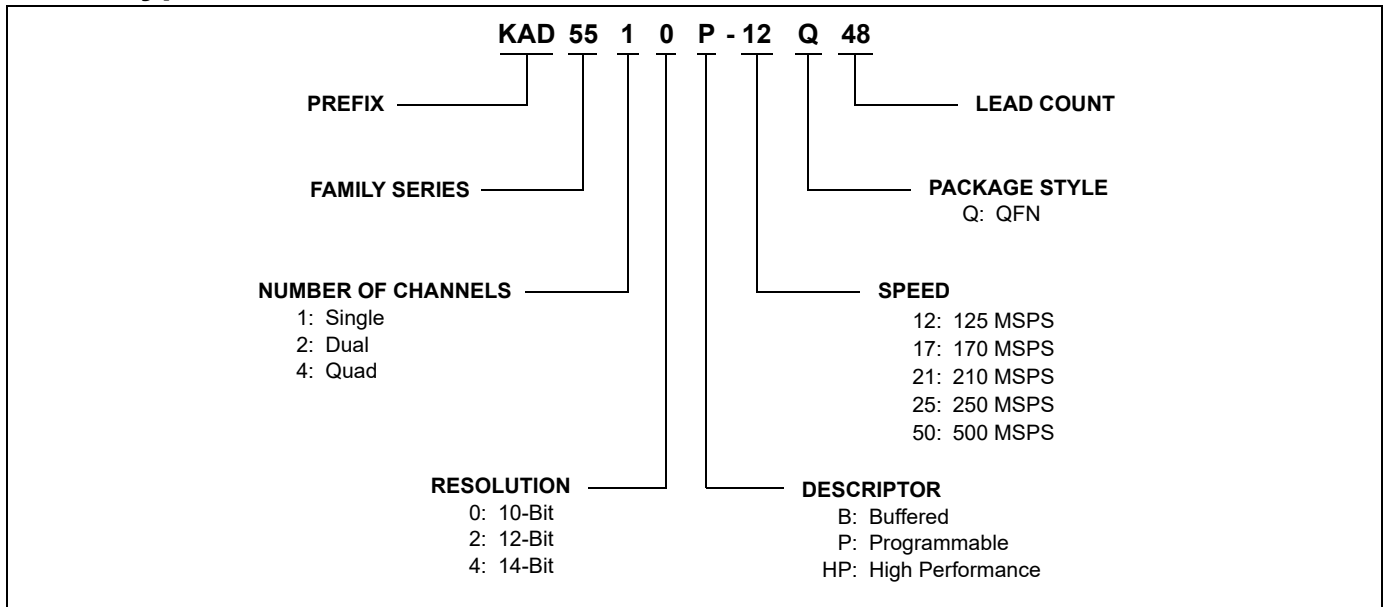 KAD 55 1 0 P - 12 Q 48
PREFIX
LEAD COUNT
FAMILY SERIES
PACKAGE STYLE
Q: QFN
NUMBER OF CHANNELS
1: Single
2: Dual
4: Quad
SPEED
12: 125 MSPS
17: 170 MSPS
21: 210 MSPS
25: 250 MSPS
50: 500 MSPS
RESOLUTION
0: 10-Bit
2: 12-Bit
4: 14-Bit
DESCRIPTOR
B: Buffered
P: Programmable
HP: High Performance